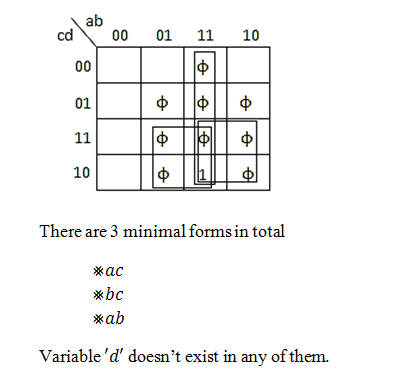 ab
cd 00 01 11 10
00 ϕ
01 ϕ ϕ ϕ
11 ϕ ϕ ϕ
10 ϕ 1 ϕ
There are 3 minimal forms in total
※ac
※bc
※ab
Variable 'd' doesn't exist in any of them.